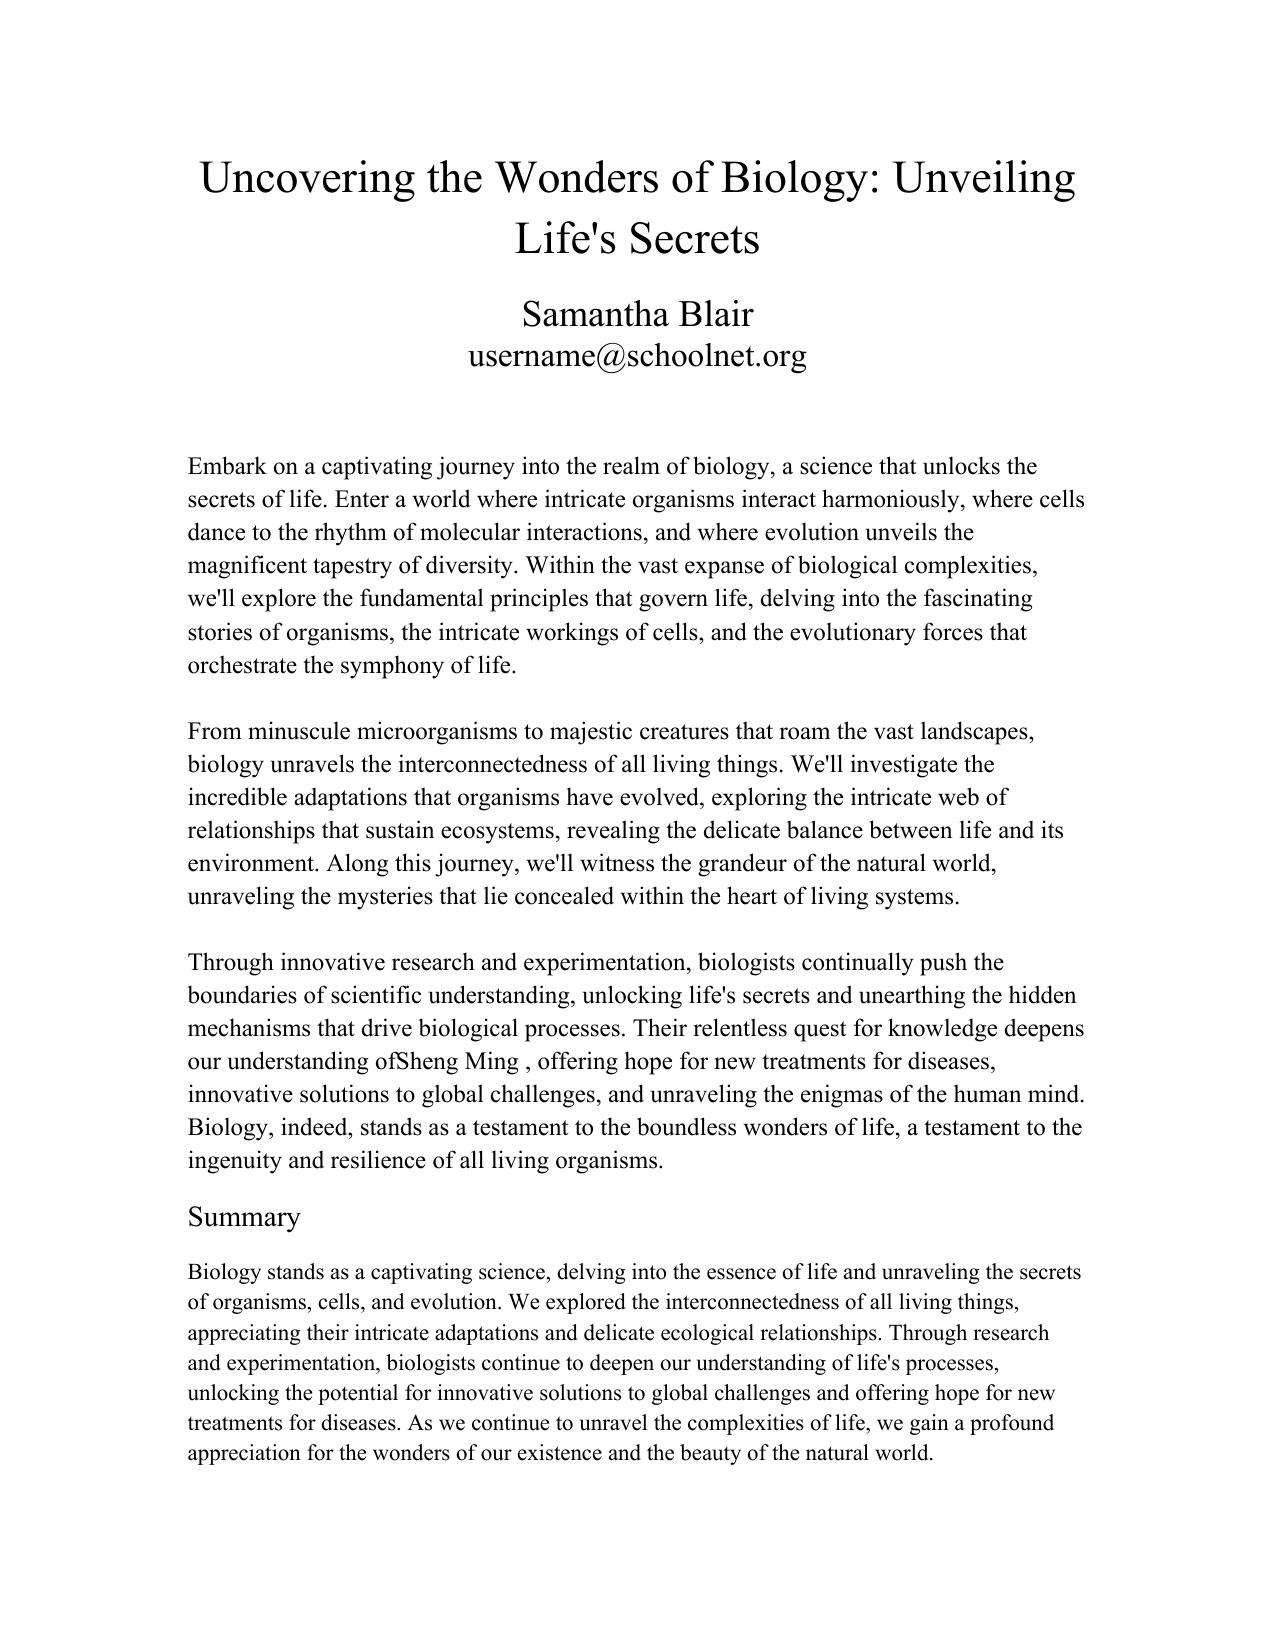 Uncovering the Wonders of Biology: Unveiling
Life's Secrets
Samantha Blair
username@schoolnet.org
Embark on a captivating journey into the realm of biology, a science that unlocks the
secrets of life. Enter a world where intricate organisms interact harmoniously, where cells
dance to the rhythm of molecular interactions, and where evolution unveils the
magnificent tapestry of diversity. Within the vast expanse of biological complexities,
we'll explore the fundamental principles that govern life, delving into the fascinating
stories of organisms, the intricate workings of cells, and the evolutionary forces that
orchestrate the symphony of life.
From minuscule microorganisms to majestic creatures that roam the vast landscapes,
biology unravels the interconnectedness of all living things. We'll investigate the
incredible adaptations that organisms have evolved, exploring the intricate web of
relationships that sustain ecosystems, revealing the delicate balance between life and its
environment. Along this journey, we'll witness the grandeur of the natural world,
unraveling the mysteries that lie concealed within the heart of living systems.
Through innovative research and experimentation, biologists continually push the
boundaries of scientific understanding, unlocking life's secrets and unearthing the hidden
mechanisms that drive biological processes. Their relentless quest for knowledge deepens
our understanding ofSheng Ming , offering hope for new treatments for diseases,
innovative solutions to global challenges, and unraveling the enigmas of the human mind.
Biology, indeed, stands as a testament to the boundless wonders of life, a testament to the
ingenuity and resilience of all living organisms.
Summary
Biology stands as a captivating science, delving into the essence of life and unraveling the secrets
of organisms, cells, and evolution. We explored the interconnectedness of all living things,
appreciating their intricate adaptations and delicate ecological relationships. Through research
and experimentation, biologists continue to deepen our understanding of life's processes,
unlocking the potential for innovative solutions to global challenges and offering hope for new
treatments for diseases. As we continue to unravel the complexities of life, we gain a profound
appreciation for the wonders of our existence and the beauty of the natural world.